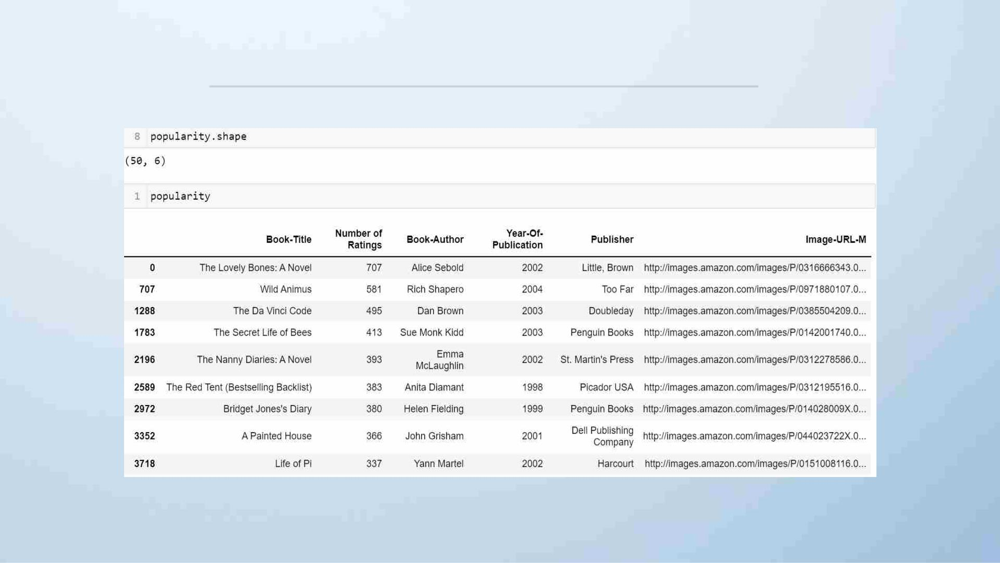 8 popularity.shape
(50, 6)
1 popularity
Book-Title Number of Ratings Book-Author Year-Of-Publication Publisher Image-URL-M
0 The Lovely Bones: A Novel 707 Alice Sebold 2002 Little, Brown http://images.amazon.com/images/P/0316666343.0...
707 Wild Animus 581 Rich Shapero 2004 Too Far http://images.amazon.com/images/P/0971880107.0...
1288 The Da Vinci Code 495 Dan Brown 2003 Doubleday http://images.amazon.com/images/P/0385504209.0...
1783 The Secret Life of Bees 413 Sue Monk Kidd 2003 Penguin Books http://images.amazon.com/images/P/0142001740.0...
2196 The Nanny Diaries: A Novel 393 Emma McLaughlin 2002 St. Martin's Press http://images.amazon.com/images/P/0312278586.0...
2589 The Red Tent (Bestselling Backlist) 383 Anita Diamant 1998 Picador USA http://images.amazon.com/images/P/0312195516.0...
2972 Bridget Jones's Diary 380 Helen Fielding 1999 Penguin Books http://images.amazon.com/images/P/014028009X.0...
3352 A Painted House 366 John Grisham 2001 Dell Publishing Company http://images.amazon.com/images/P/044023722X.0...
3718 Life of Pi 337 Yann Martel 2002 Harcourt http://images.amazon.com/images/P/0151008116.0...